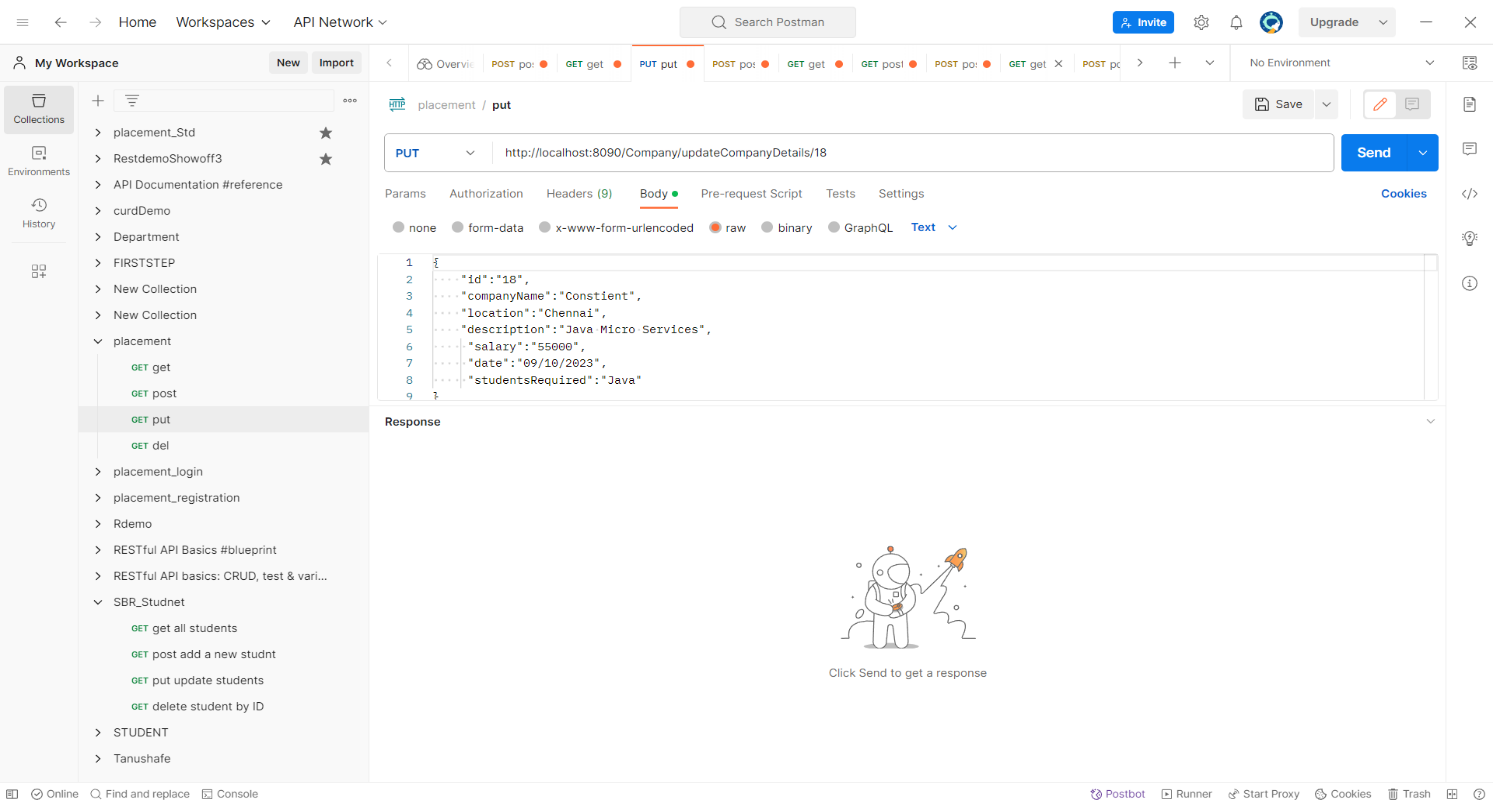 Home Workspaces API Network Search Postman Invite Upgrade
My Workspace New Import Overvie POST pos GET get PUT put POST pos GET get POST post POST pos GET get POST po No Environment
Collections
Environments
History
placement_Std
RestdemoShowoff3
API Documentation #reference
curdDemo
Department
FIRSTSTEP
New Collection
New Collection
placement
GET get
GET post
GET put
GET del
placement_login
placement_registration
Rdemo
RESTful API Basics #blueprint
RESTful API basics: CRUD, test & vari...
SBR_Studnet
GET get all students
GET post add a new studnt
GET put update students
GET delete student by ID
STUDENT
Tanushafe
HTTP placement / put Save
PUT http://localhost:8090/Company/updateCompanyDetails/18 Send
Params Authorization Headers (9) Body Pre-request Script Tests Settings Cookies
none form-data x-www-form-urlencoded raw binary GraphQL Text
1 {
2 "id":"18",
3 "companyName":"Constient",
4 "location":"Chennai",
5 "description":"Java Micro Services",
6 "salary":"55000",
7 "date":"09/10/2023",
8 "studentsRequired":"Java"
9 }
Response
Click Send to get a response
Online Find and replace Console Postbot Runner Start Proxy Cookies Trash